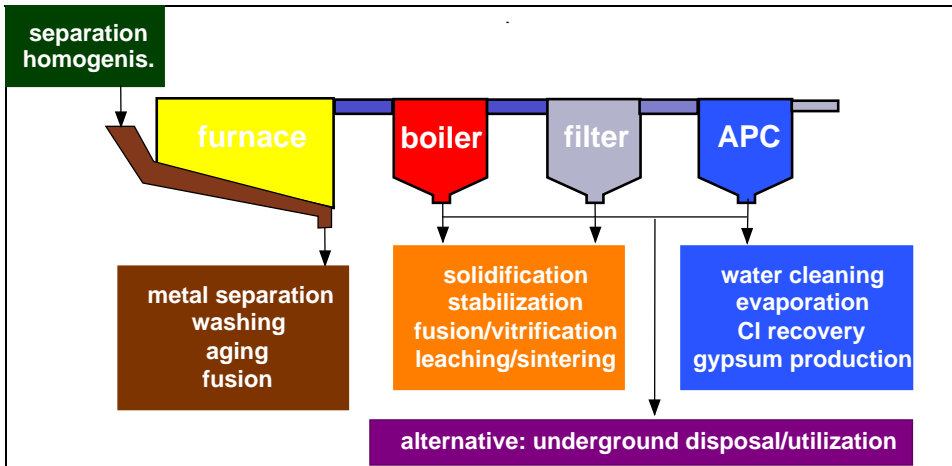 separation
homogenis.
furnace
boiler
filter
APC
metal separation
washing
aging
fusion
solidification
stabilization
fusion/vitrification
leaching/sintering
water cleaning
evaporation
Cl recovery
gypsum production
alternative: underground disposal/utilization